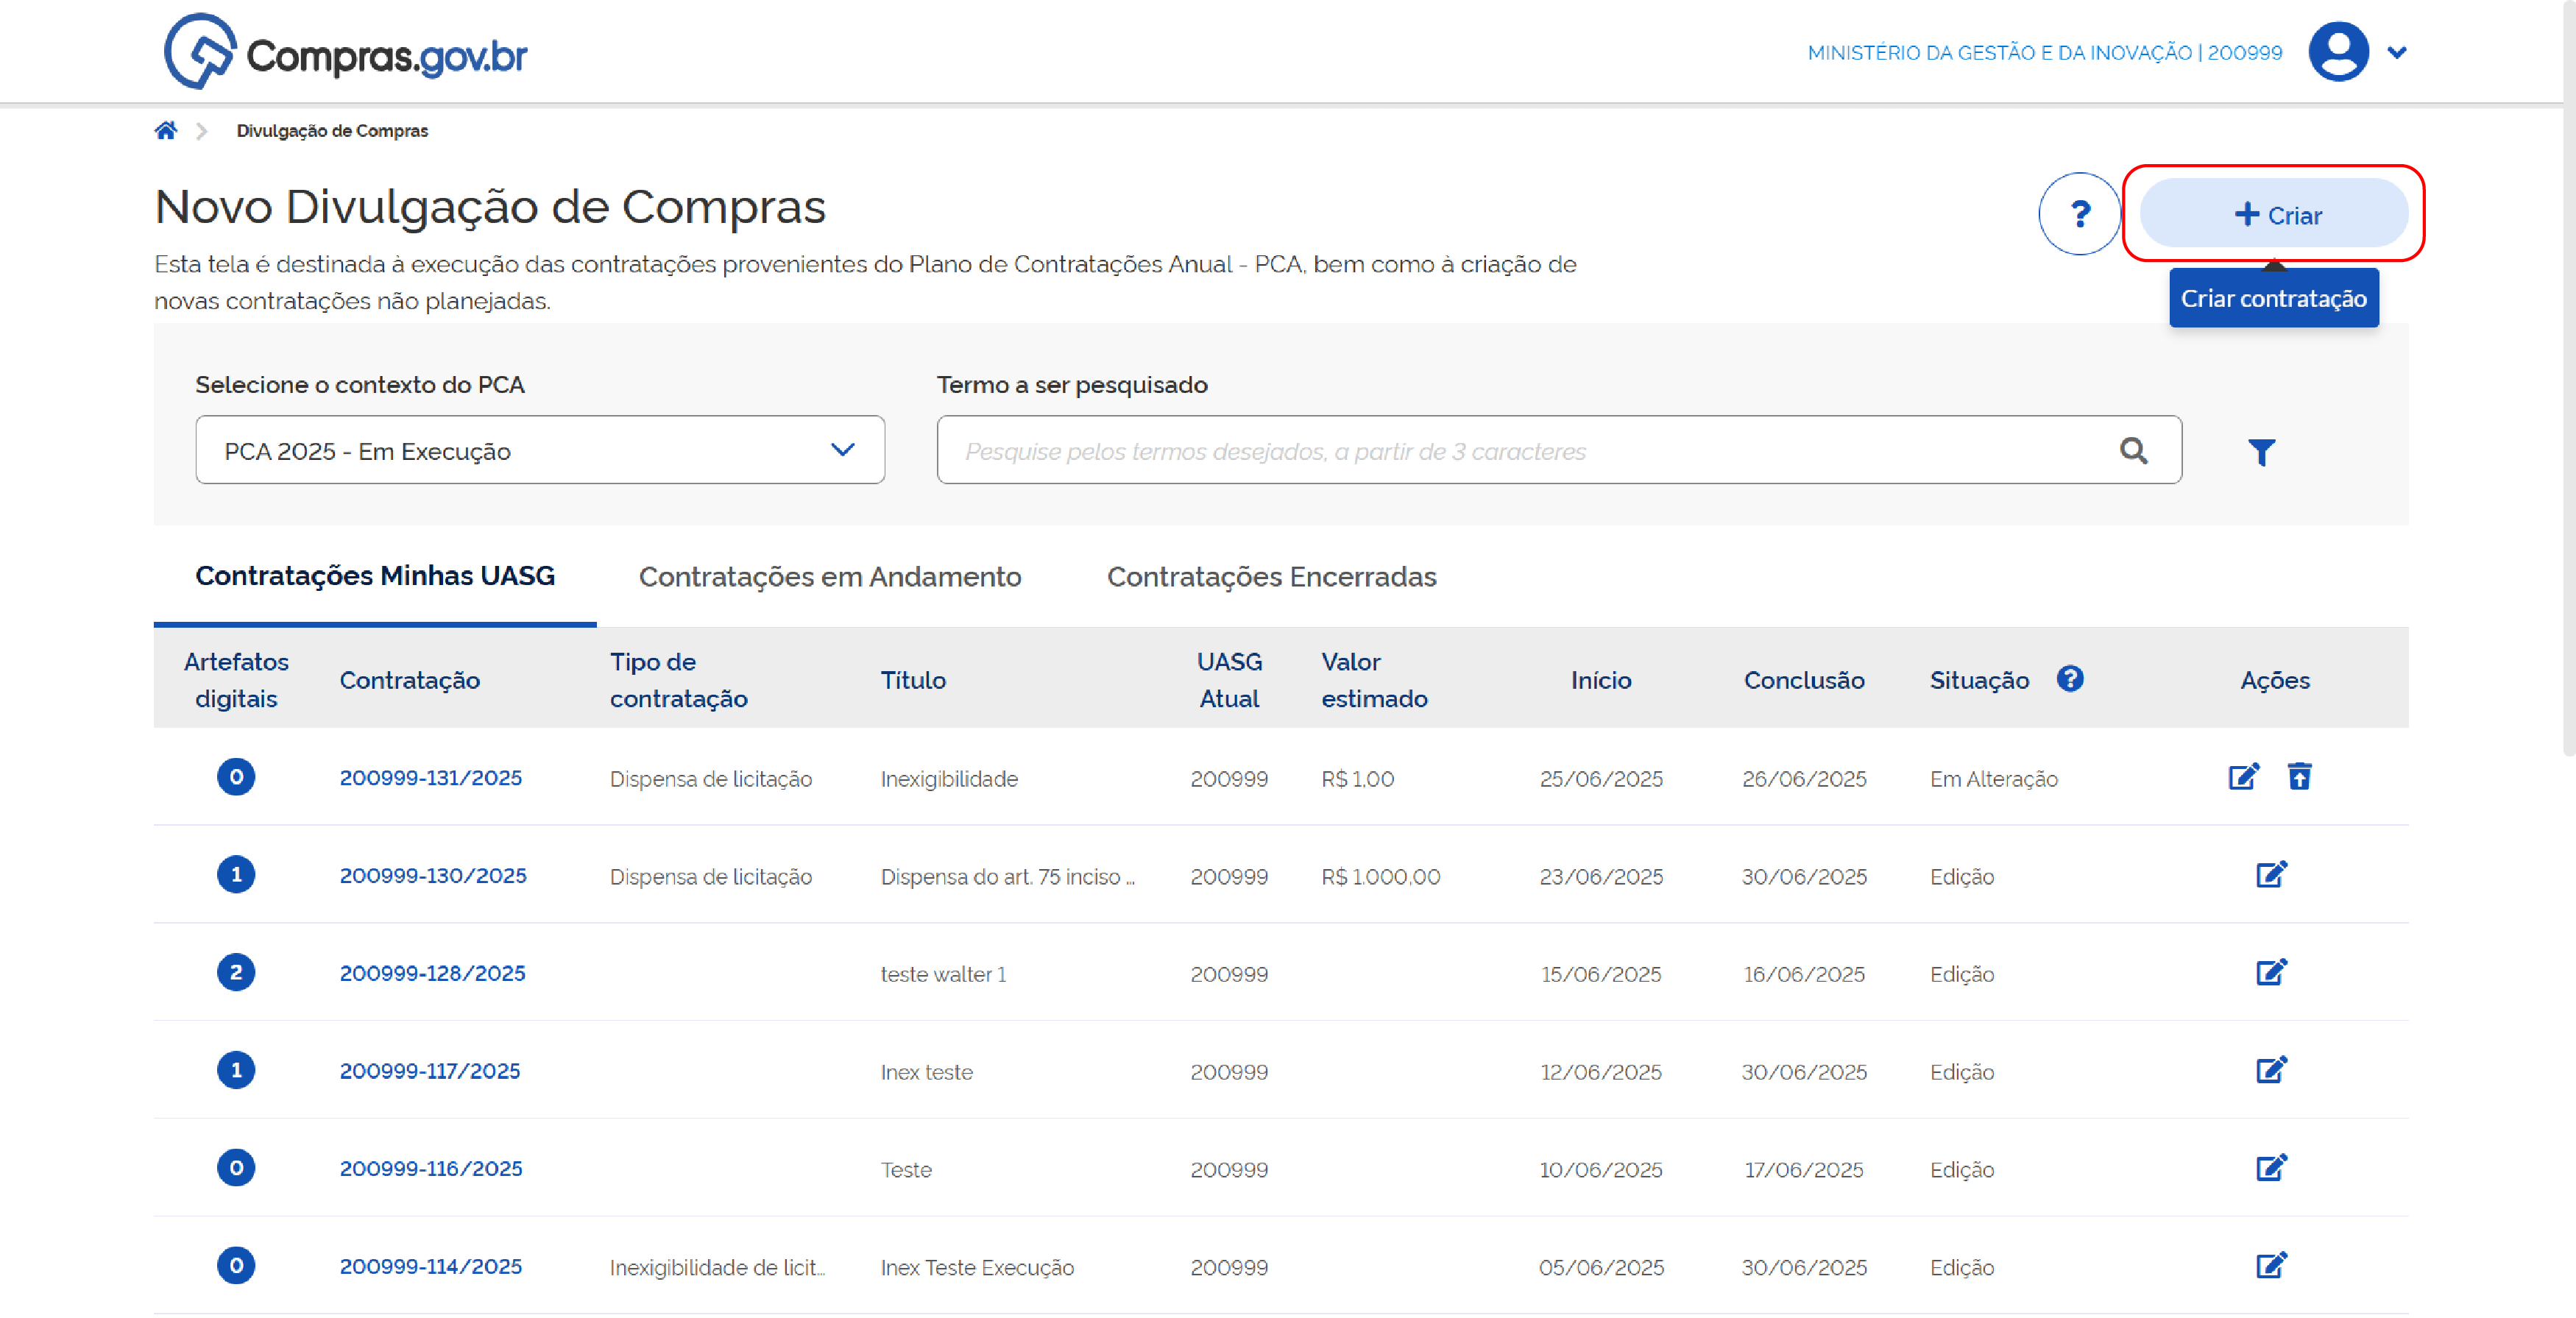 Compras.gov.br
MINISTÉRIO DA GESTÃO E DA INOVAÇÃO | 200999
Divulgação de Compras
Novo Divulgação de Compras
? + Criar
Esta tela é destinada à execução das contratações provenientes do Plano de Contratações Anual - PCA, bem como à criação de
novas contratações não planejadas.
Criar contratação
Selecione o contexto do PCA Termo a ser pesquisado
PCA 2025 - Em Execução Pesquise pelos termos desejados, a partir de 3 caracteres
Contratações Minhas UASG Contratações em Andamento Contratações Encerradas
Artefatos digitais Contratação Tipo de contratação Título UASG Atual Valor estimado Início Conclusão Situação ? Ações
0 200999-131/2025 Dispensa de licitação Inexigibilidade 200999 R$ 1,00 25/06/2025 26/06/2025 Em Alteração
1 200999-130/2025 Dispensa de licitação Dispensa do art. 75 inciso ... 200999 R$ 1.000,00 23/06/2025 30/06/2025 Edição
2 200999-128/2025 teste walter 1 200999 15/06/2025 16/06/2025 Edição
1 200999-117/2025 Inex teste 200999 12/06/2025 30/06/2025 Edição
0 200999-116/2025 Teste 200999 10/06/2025 17/06/2025 Edição
0 200999-114/2025 Inexigibilidade de licit... Inex Teste Execução 200999 05/06/2025 30/06/2025 Edição